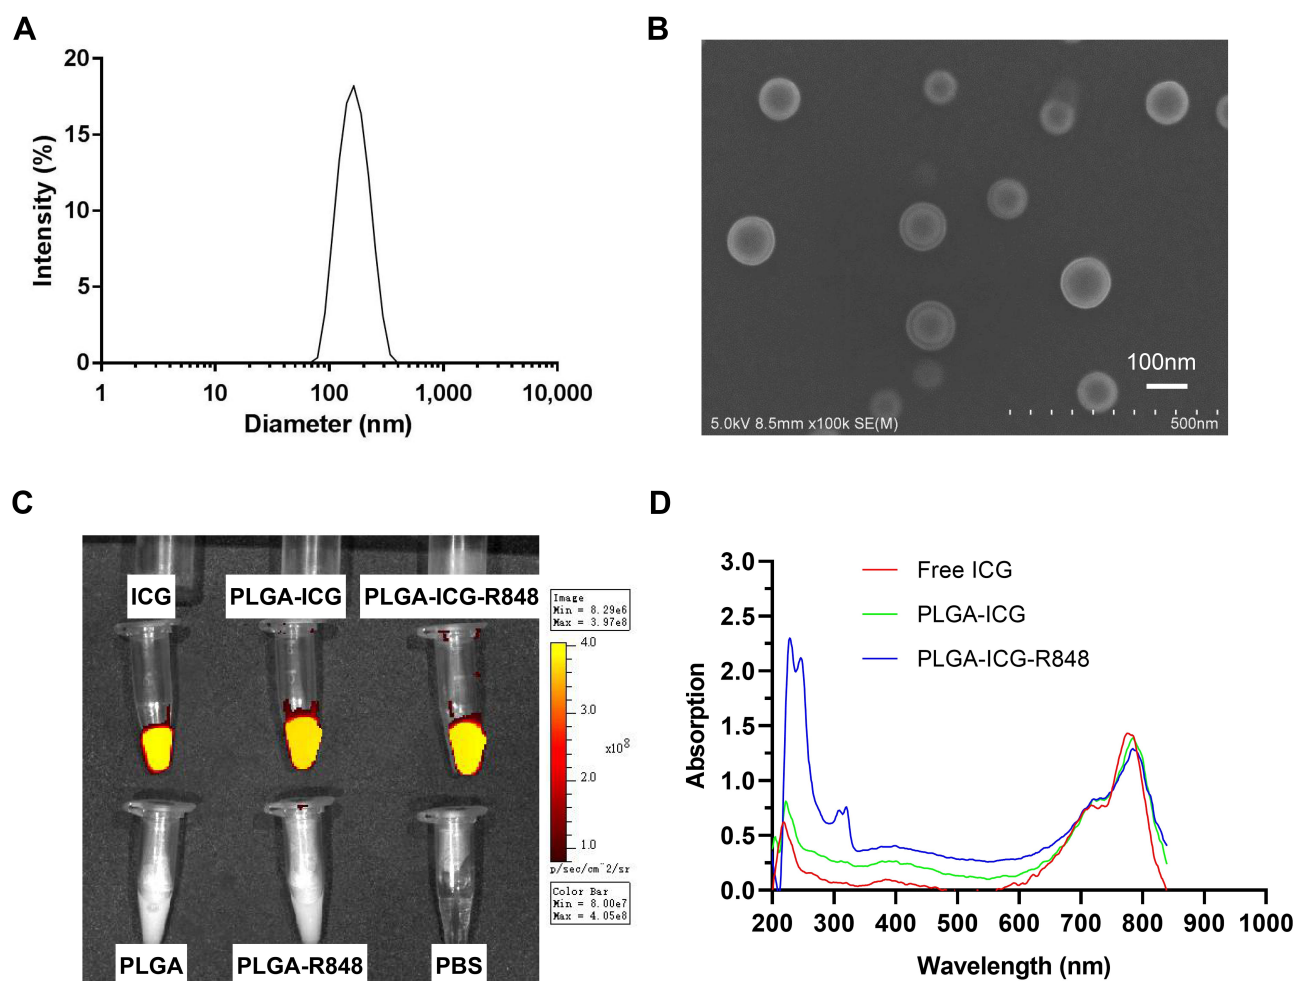 A
20
15
10
5
0
Intensity (%)
1
10
100
1,000
10,000
Diameter (nm)
B
100nm
5.0kV 8.5mm x100k SE(M)
500nm
C
ICG
PLGA-ICG
PLGA-ICG-R848
PLGA
PLGA-R848
PBS
Image
Min = 8.29e6
Max = 3.97e8
4.0
3.0
x10^8
2.0
1.0
p/sec/cm^2/sr
Color Bar
Min = 8.00e7
Max = 4.05e8
D
3.0
2.5
2.0
1.5
1.0
0.5
0.0
Absorption
Free ICG
PLGA-ICG
PLGA-ICG-R848
200 300 400 500 600 700 800 900 1000
Wavelength (nm)